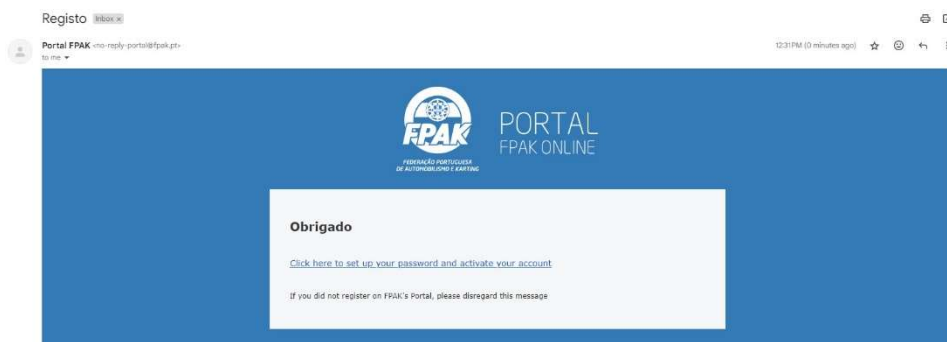 Registo Inbox x
Portal FPAK <no-reply-portal@fpak.pt>
12:31 PM (0 minutes ago)
to me
FPAK
FEDERAÇÃO PORTUGUESA
DE AUTOMOBILISMO E KARTING
PORTAL
FPAK ONLINE
Obrigado
Click here to set up your password and activate your account
If you did not register on FPAK's Portal, please disregard this message